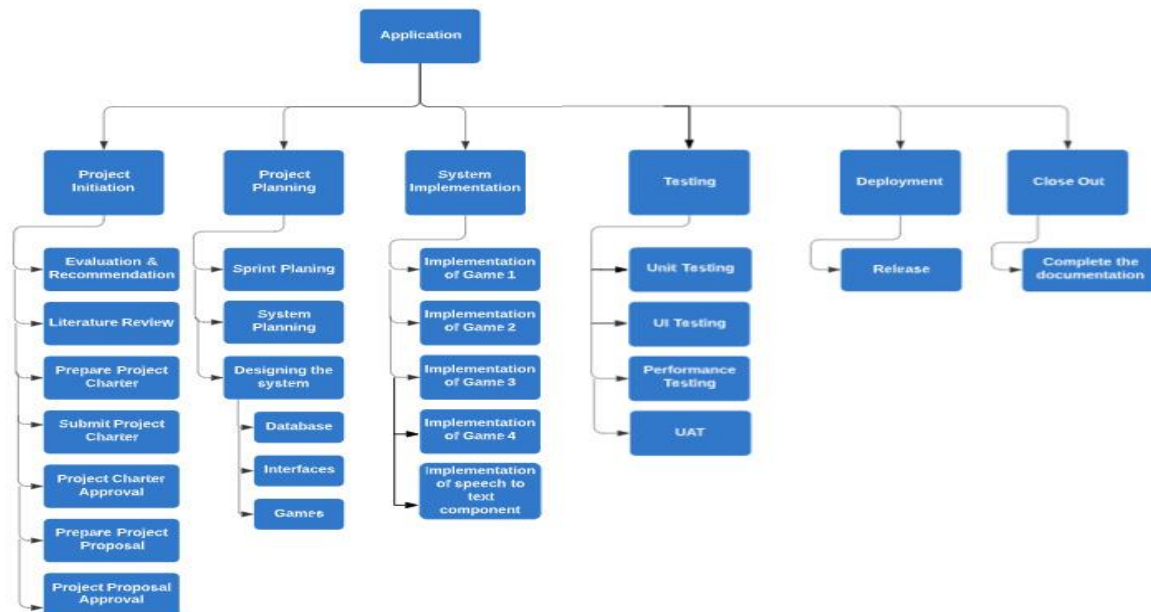 Application
Project
Initiation
Project
Planning
System
Implementation
Testing
Deployment
Close Out
Evaluation &
Recommendation
Literature Review
Prepare Project
Charter
Submit Project
Charter
Project Charter
Approval
Prepare Project
Proposal
Project Proposal
Approval
Sprint Planing
System
Planning
Designing the
system
Database
Interfaces
Games
Implementation
of Game 1
Implementation
of Game 2
Implementation
of Game 3
Implementation
of Game 4
Implementation
of speech to
text
component
Unit Testing
UI Testing
Performance
Testing
UAT
Release
Complete the
documentation